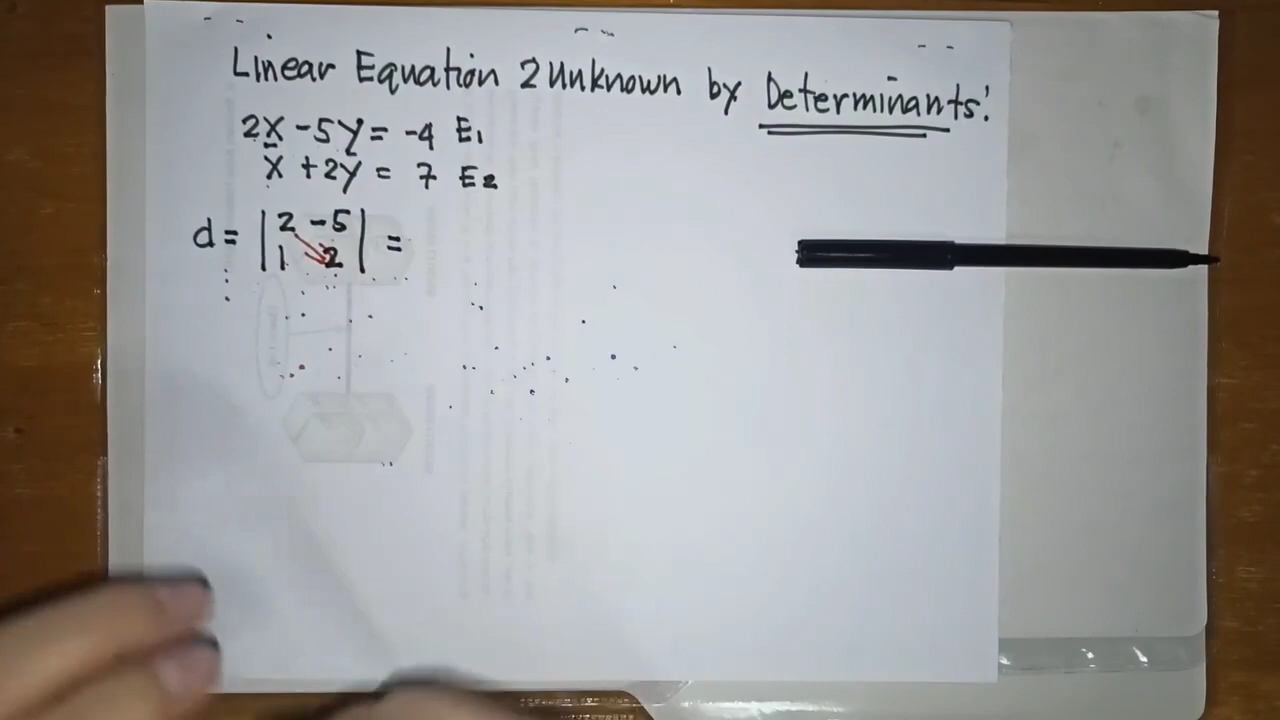 Linear Equation 2 Unknown by Determinants:
2X - 5Y = -4 E1
X + 2Y = 7 E2
d = | 2 -5 |
| 1 2 | =